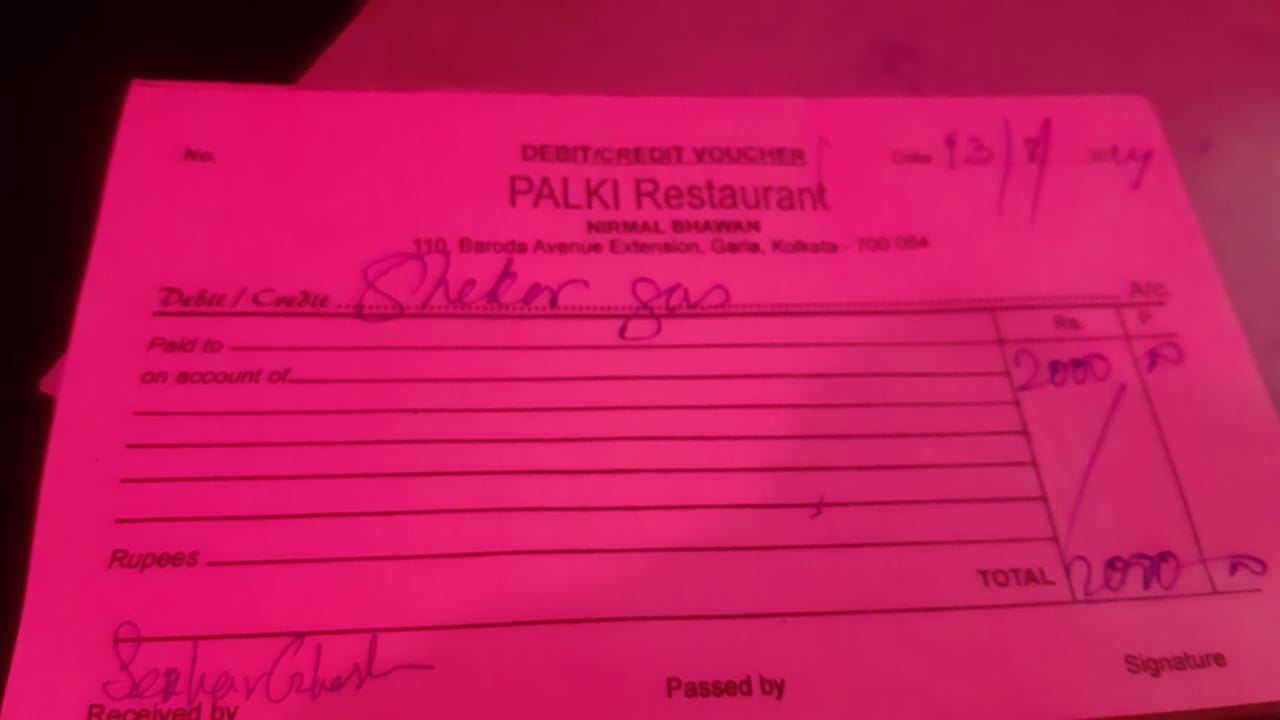 No.
DEBIT/CREDIT VOUCHER
Date 13/8 2024
PALKI Restaurant
NIRMAL BHAWAN
110, Baroda Avenue Extension, Garia, Kolkata - 700 084
Debit / Credit Shekar gas A/c.
Rs. P.
Paid to
on account of 2000 00
Rupees
TOTAL 2000 00
Sekhar Ghosh
Received by
Passed by
Signature